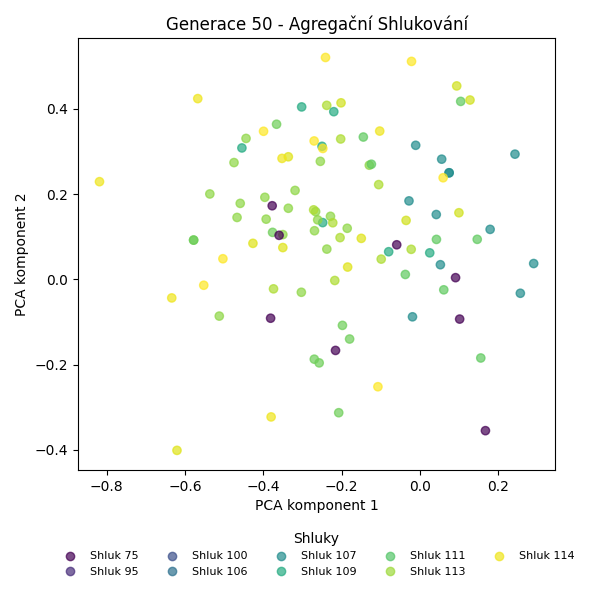 Generace 50 - Agregační Shlukování
PCA komponent 2
0.4
0.2
0.0
−0.2
−0.4
−0.8
−0.6
−0.4
−0.2
0.0
0.2
PCA komponent 1
Shluky
Shluk 75
Shluk 100
Shluk 107
Shluk 111
Shluk 114
Shluk 95
Shluk 106
Shluk 109
Shluk 113